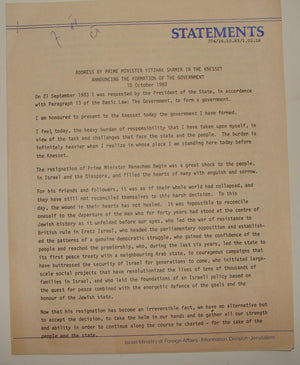 STATEMENTS
374/16.10.83/1.02.18
ADDRESS BY PRIME MINISTER YITZHAK SHAMIR IN THE KNESSET
ANNOUNCING THE FORMATION OF THE GOVERNMENT
10 October 1983
On 23 September 1983 I was requested by the President of the State, in accordance
with Paragraph 13 of the Basic Law: The Government, to form a government.
I am honoured to present to the Knesset today the government I have formed.
I feel today, the heavy burden of responsibility that I have taken upon myself, in
view of the task and challenges that face the state and the people. The burden is
infinitely heavier when I realize in whose place I am standing here today before
the Knesset.
The resignation of Prime Minister Menachem Begin was a great shock to the people,
in Israel and the Diaspora, and filled the hearts of many with anguish and sorrow.
For his friends and followers, it was as if their whole world had collapsed, and
they have still not reconciled themselves to this harsh decision. To this
day, the wound in their hearts has not healed. It was impossible to reconcile
oneself to the departure of the man who for forty years had stood at the centre of
Jewish history as it unfolded before our eyes, who led the war of resistance to
British rule in Eretz Israel, who headed the parliamentary opposition and establish-
ed the patterns of a genuine democratic struggle, who gained the confidence of the
people and reached the premiership, who, during the last six years, led the state to
its first peace treaty with a neighbouring Arab state, to courageous campaigns that
have buttressed the security of Israel for generations to come, who initiated large-
scale social projects that have revolutionized the lives of tens of thousands of
families in Israel, and who laid the foundations of an Israeli policy based on
the quest for peace combined with the energetic defence of the goals and the
honour of the Jewish state.
Now that his resignation has become an irreversible fact, we have no alternative but
to accept the decision, to take the helm in our hands and to gather all our strength
and ability in order to continue along the course he charted - for the sake of the
people and the state.
Israel Ministry of Foreign Affairs - Information Division - Jerusalem